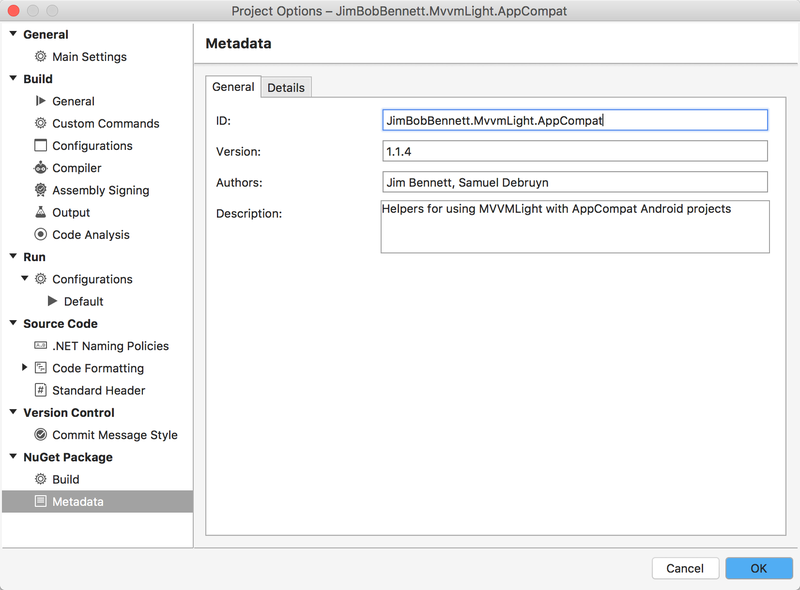 Project Options – JimBobBennett.MvvmLight.AppCompat
General
Main Settings
Build
General
Custom Commands
Configurations
Compiler
Assembly Signing
Output
Code Analysis
Run
Configurations
Default
Source Code
.NET Naming Policies
Code Formatting
Standard Header
Version Control
Commit Message Style
NuGet Package
Build
Metadata
Metadata
General Details
ID: JimBobBennett.MvvmLight.AppCompat
Version: 1.1.4
Authors: Jim Bennett, Samuel Debruyn
Description: Helpers for using MVVMLight with AppCompat Android projects
Cancel OK